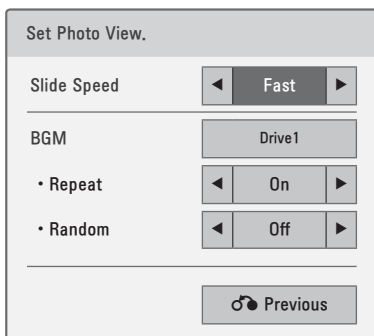 Set Photo View.
Slide Speed ◀ Fast ▶
BGM Drive1
• Repeat ◀ On ▶
• Random ◀ Off ▶
Previous